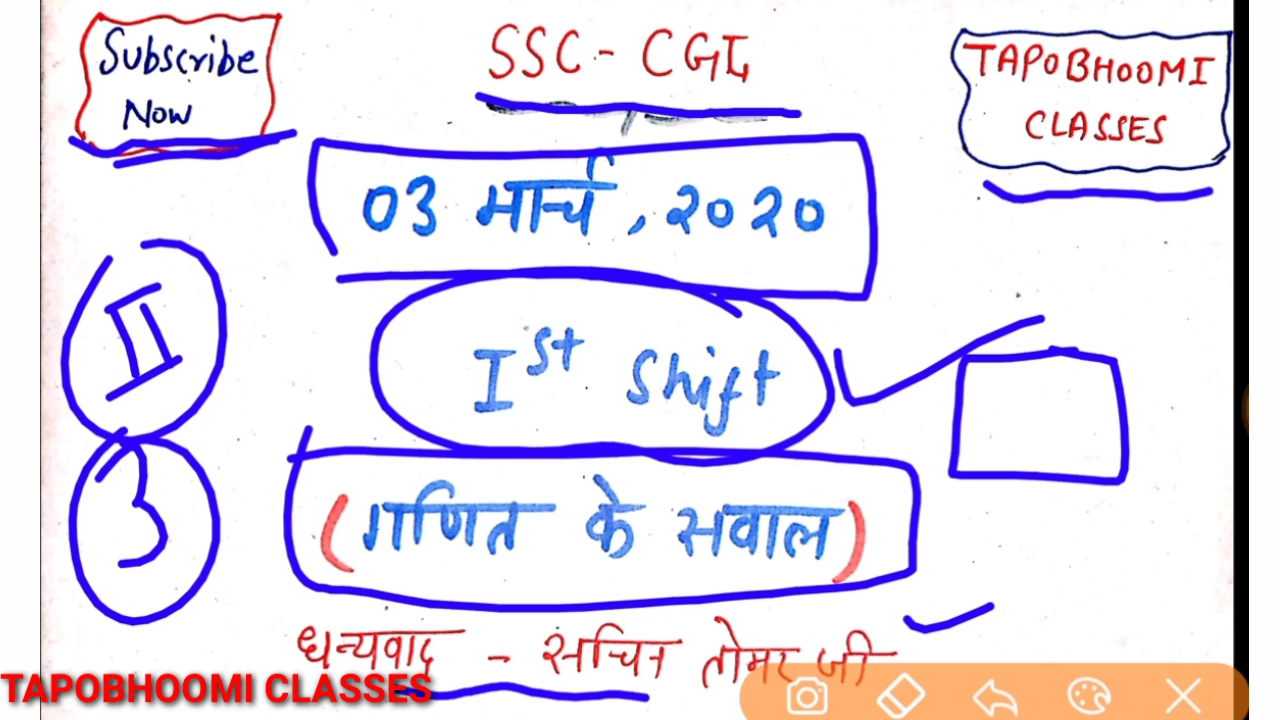 Subscribe
Now
SSC - CGL
TAPOBHOOMI
CLASSES
03 मार्च, २०२०
Ist Shift
II
3
(गणित के सवाल)
धन्यवाद - सचिन तोमर जी
TAPOBHOOMI CLASSES